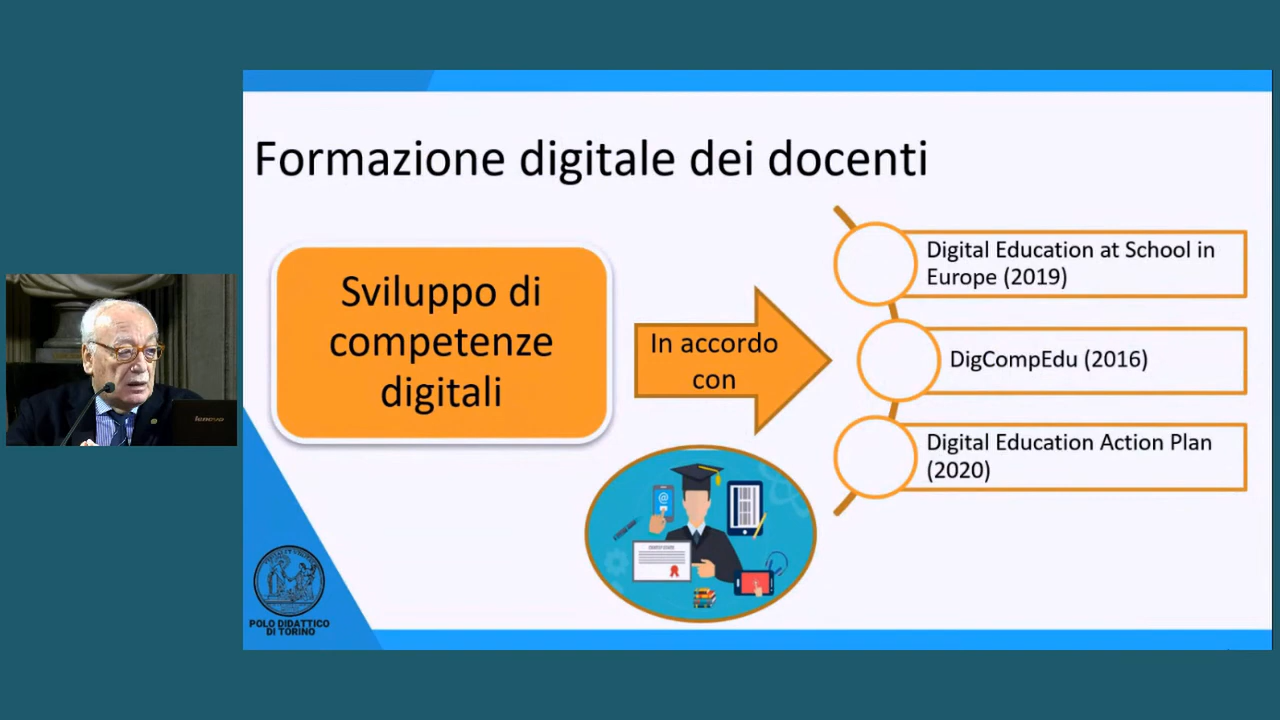 Formazione digitale dei docenti
Sviluppo di
competenze
digitali
In accordo
con
Digital Education at School in
Europe (2019)
DigCompEdu (2016)
Digital Education Action Plan
(2020)
POLO DIDATTICO
DI TORINO